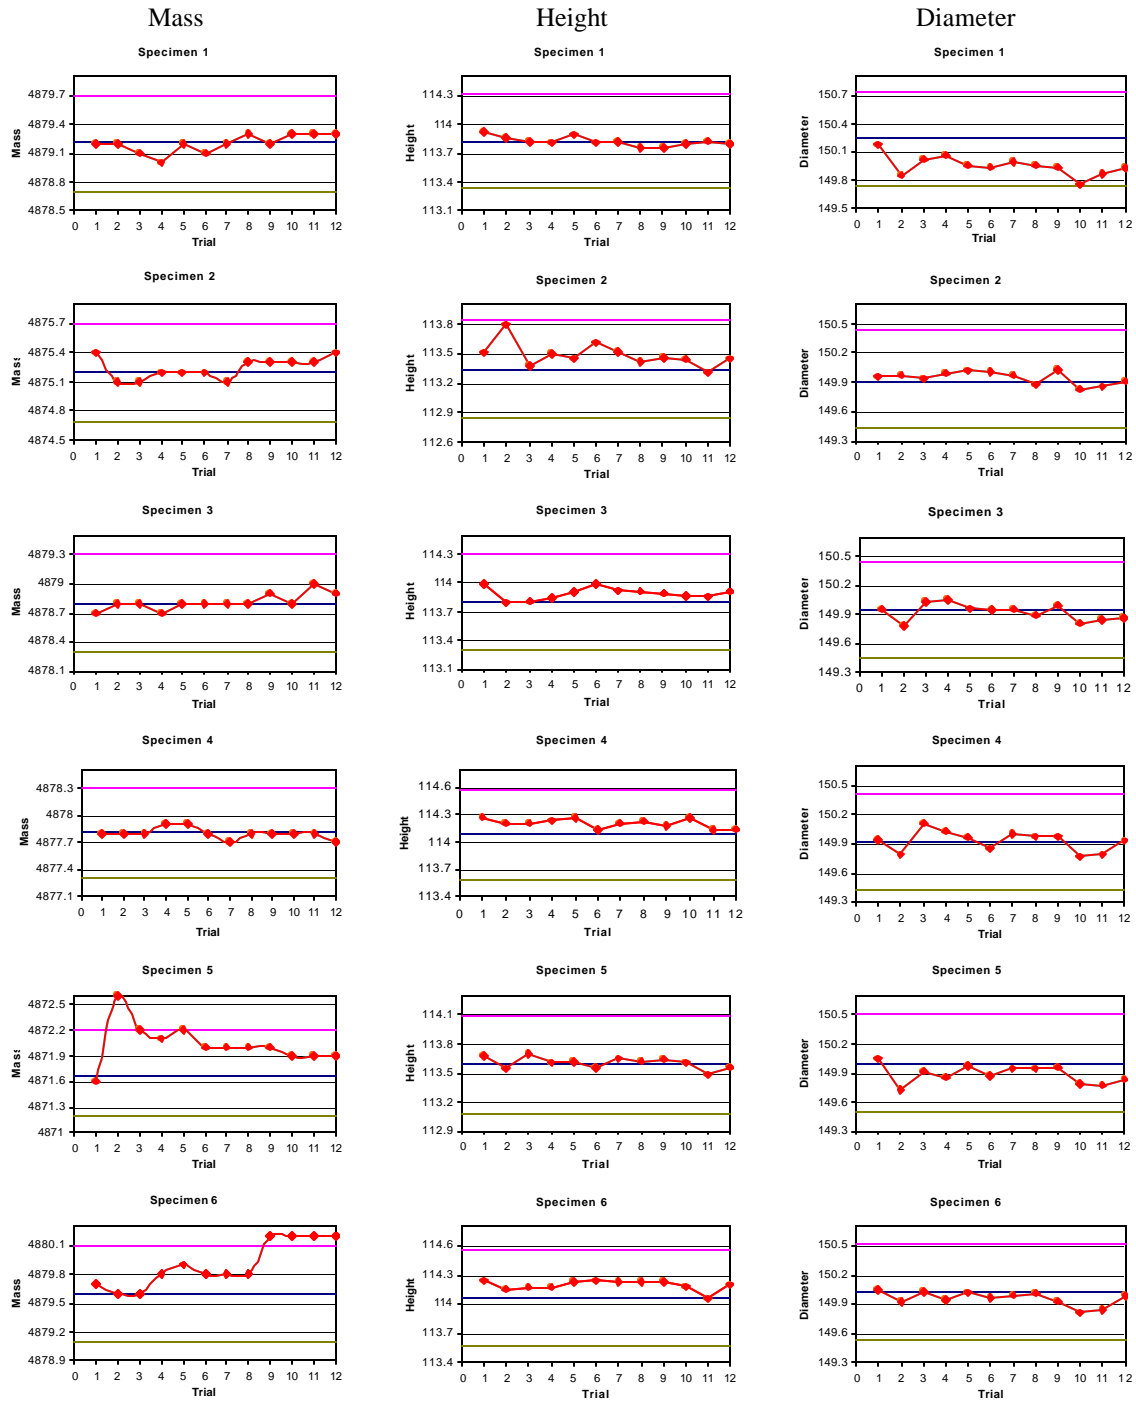 Mass Height Diameter
Specimen 1
Mass
4879.7
4879.4
4879.1
4878.8
4878.5
0 1 2 3 4 5 6 7 8 9 10 11 12
Trial
Specimen 1
Height
114.3
114
113.7
113.4
113.1
0 1 2 3 4 5 6 7 8 9 10 11 12
Trial
Specimen 1
Diameter
150.7
150.4
150.1
149.8
149.5
0 1 2 3 4 5 6 7 8 9 10 11 12
Trial
Specimen 2
Mass
4875.7
4875.4
4875.1
4874.8
4874.5
0 1 2 3 4 5 6 7 8 9 10 11 12
Trial
Specimen 2
Height
113.8
113.5
113.2
112.9
112.6
0 1 2 3 4 5 6 7 8 9 10 11 12
Trial
Specimen 2
Diameter
150.5
150.2
149.9
149.6
149.3
0 1 2 3 4 5 6 7 8 9 10 11 12
Trial
Specimen 3
Mass
4879.3
4879
4878.7
4878.4
4878.1
0 1 2 3 4 5 6 7 8 9 10 11 12
Trial
Specimen 3
Height
114.3
114
113.7
113.4
113.1
0 1 2 3 4 5 6 7 8 9 10 11 12
Trial
Specimen 3
Diameter
150.5
150.2
149.9
149.6
149.3
0 1 2 3 4 5 6 7 8 9 10 11 12
Trial
Specimen 4
Mass
4878.3
4878
4877.7
4877.4
4877.1
0 1 2 3 4 5 6 7 8 9 10 11 12
Trial
Specimen 4
Height
114.6
114.3
114
113.7
113.4
0 1 2 3 4 5 6 7 8 9 10 11 12
Trial
Specimen 4
Diameter
150.5
150.2
149.9
149.6
149.3
0 1 2 3 4 5 6 7 8 9 10 11 12
Trial
Specimen 5
Mass
4872.5
4872.2
4871.9
4871.6
4871.3
4871
0 1 2 3 4 5 6 7 8 9 10 11 12
Trial
Specimen 5
Height
114.1
113.8
113.5
113.2
112.9
0 1 2 3 4 5 6 7 8 9 10 11 12
Trial
Specimen 5
Diameter
150.5
150.2
149.9
149.6
149.3
0 1 2 3 4 5 6 7 8 9 10 11 12
Trial
Specimen 6
Mass
4880.1
4879.8
4879.5
4879.2
4878.9
0 1 2 3 4 5 6 7 8 9 10 11 12
Trial
Specimen 6
Height
114.6
114.3
114
113.7
113.4
0 1 2 3 4 5 6 7 8 9 10 11 12
Trial
Specimen 6
Diameter
150.5
150.2
149.9
149.6
149.3
0 1 2 3 4 5 6 7 8 9 10 11 12
Trial